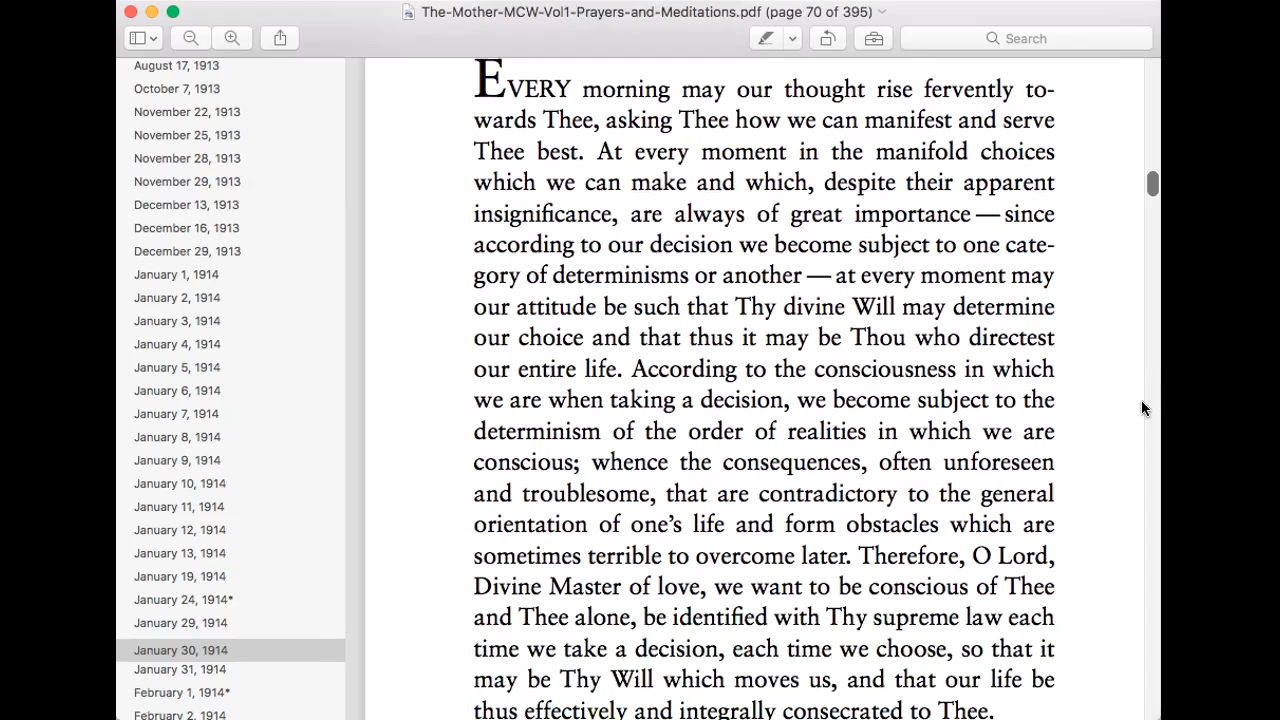 The-Mother-MCW-Vol1-Prayers-and-Meditations.pdf (page 70 of 395)
Search
August 17, 1913
October 7, 1913
November 22, 1913
November 25, 1913
November 28, 1913
November 29, 1913
December 13, 1913
December 16, 1913
December 29, 1913
January 1, 1914
January 2, 1914
January 3, 1914
January 4, 1914
January 5, 1914
January 6, 1914
January 7, 1914
January 8, 1914
January 9, 1914
January 10, 1914
January 11, 1914
January 12, 1914
January 13, 1914
January 19, 1914
January 24, 1914*
January 29, 1914
January 30, 1914
January 31, 1914
February 1, 1914*
February 2, 1914
EVERY morning may our thought rise fervently to-
wards Thee, asking Thee how we can manifest and serve
Thee best. At every moment in the manifold choices
which we can make and which, despite their apparent
insignificance, are always of great importance — since
according to our decision we become subject to one cate-
gory of determinisms or another — at every moment may
our attitude be such that Thy divine Will may determine
our choice and that thus it may be Thou who directest
our entire life. According to the consciousness in which
we are when taking a decision, we become subject to the
determinism of the order of realities in which we are
conscious; whence the consequences, often unforeseen
and troublesome, that are contradictory to the general
orientation of one's life and form obstacles which are
sometimes terrible to overcome later. Therefore, O Lord,
Divine Master of love, we want to be conscious of Thee
and Thee alone, be identified with Thy supreme law each
time we take a decision, each time we choose, so that it
may be Thy Will which moves us, and that our life be
thus effectively and integrally consecrated to Thee.